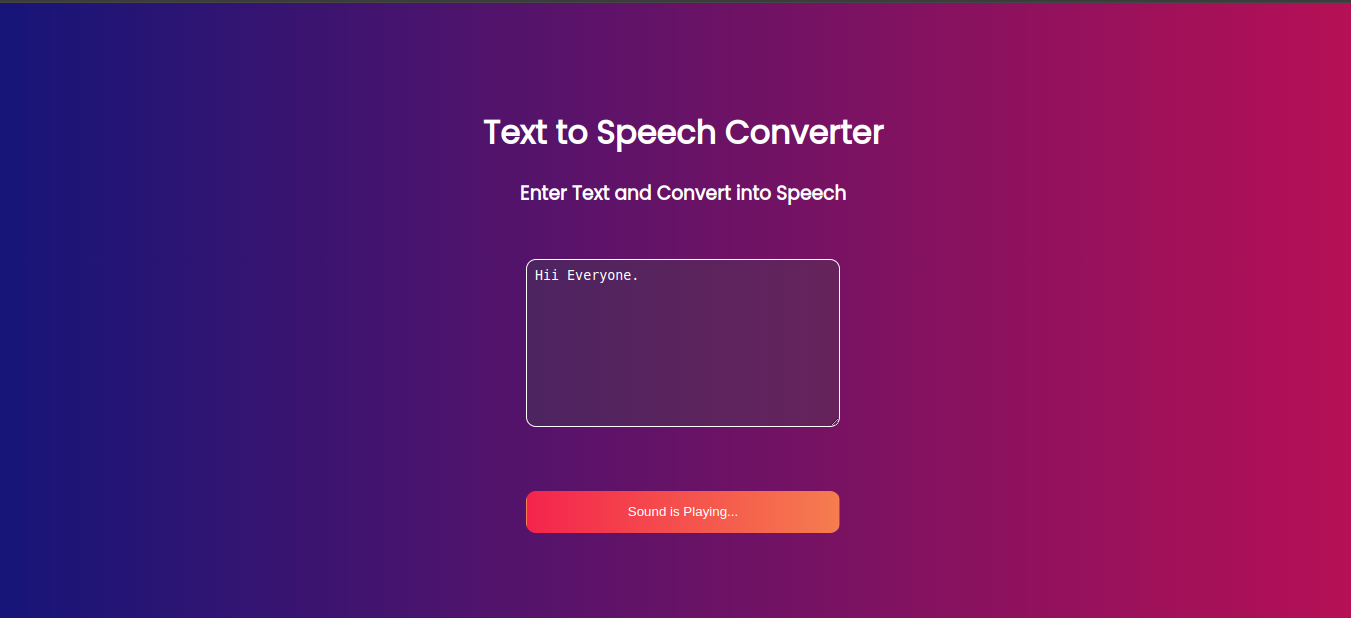 Text to Speech Converter
Enter Text and Convert into Speech
Hii Everyone.
Sound is Playing...